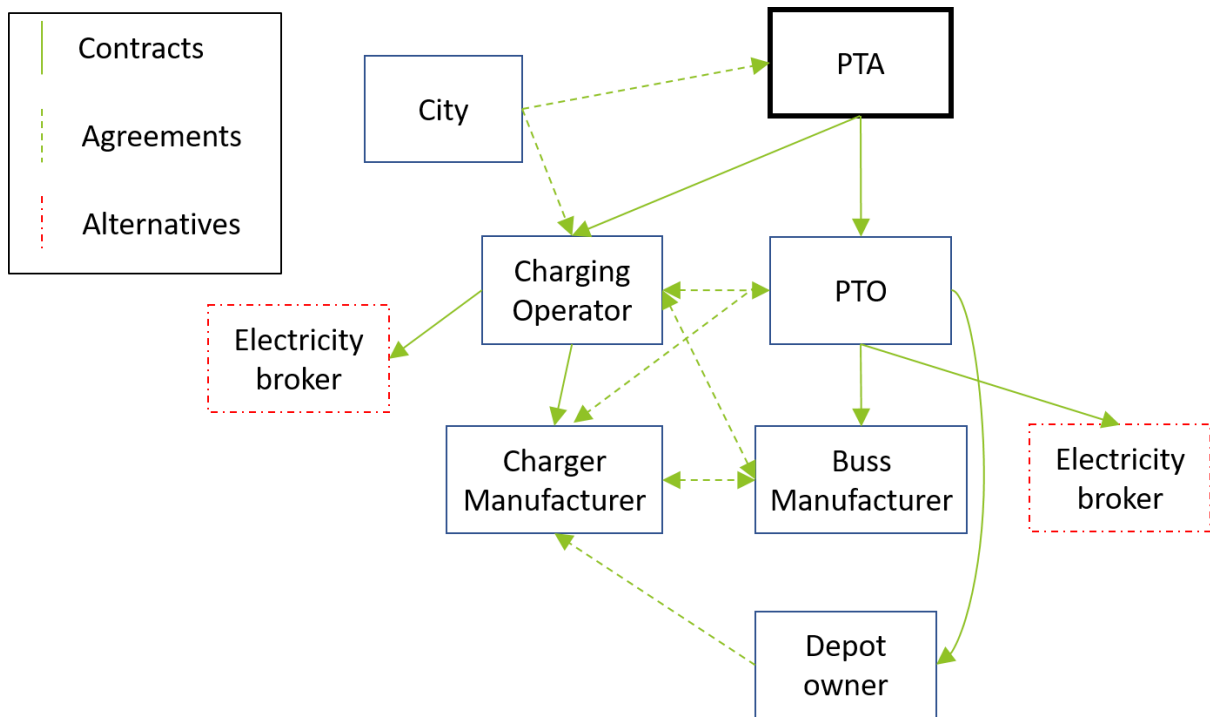 Contracts
Agreements
Alternatives
City
PTA
Charging
Operator
PTO
Electricity
broker
Charger
Manufacturer
Buss
Manufacturer
Electricity
broker
Depot
owner